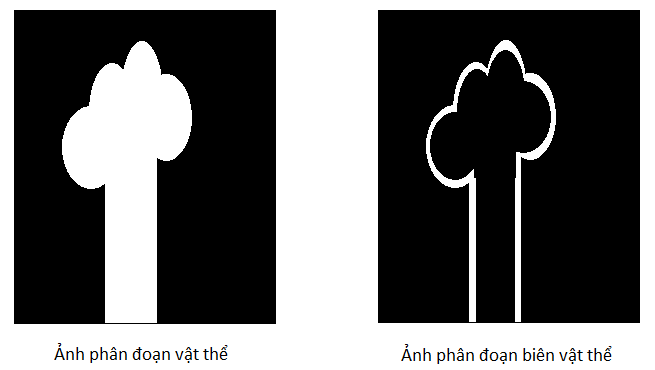 Ảnh phân đoạn vật thể
Ảnh phân đoạn biên vật thể